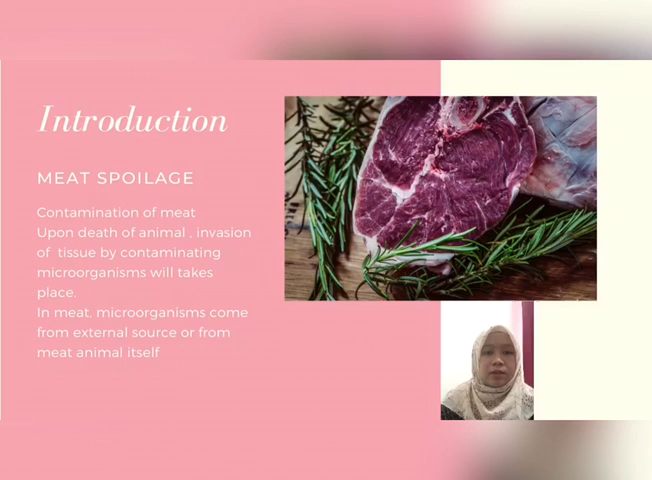 Introduction
MEAT SPOILAGE
Contamination of meat
Upon death of animal , invasion
of tissue by contaminating
microorganisms will takes
place.
In meat, microorganisms come
from external source or from
meat animal itself